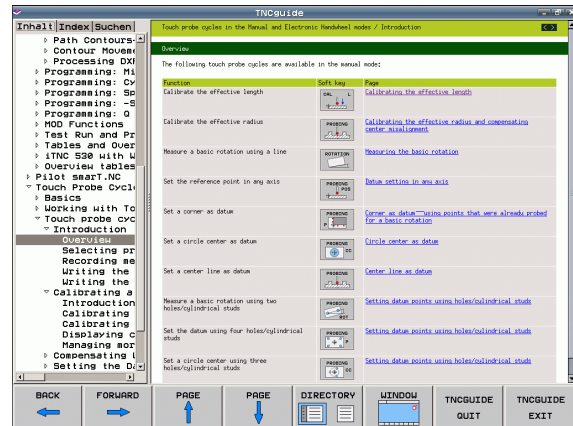 TNCguide
Inhalt Index Suchen
Touch probe cycles in the Manual and Electronic Handwheel modes / Introduction
Path Contours-
Contour Moveme
Processing DXF
Programming: Mi
Programming: Cy
Programming: Sp
Programming: -S
Programming: Q
MOD Functions
Test Run and Pr
Tables and Over
iTNC 530 with W
Overview tables
Pilot smarT.NC
Touch Probe Cycl
Basics
Working with To
Touch probe cyc
Introduction
Overview
Selecting pr
Recording me
Writing the
Writing the
Calibrating a
Introduction
Calibrating
Calibrating
Displaying c
Managing mor
Compensating W
Setting the Da
Overview
The following touch probe cycles are available in the manual mode:
Function Soft key Page
Calibrate the effective length CAL L Calibrating the effective length
Calibrate the effective radius PROBING Calibrating the effective radius and compensating
center misalignment
Measure a basic rotation using a line ROTATION Measuring the basic rotation
Set the reference point in any axis PROBING POS Datum setting in any axis
Set a corner as datum PROBING P Corner as datum—using points that were already probed
for a basic rotation
Set a circle center as datum PROBING CC Circle center as datum
Set a center line as datum PROBING Center line as datum
Measure a basic rotation using two PROBING ROT Setting datum points using holes/cylindrical studs
holes/cylindrical studs
Set the datum using four holes/cylindrical PROBING P Setting datum points using holes/cylindrical studs
studs
Set a circle center using three PROBING CC Setting datum points using holes/cylindrical studs
holes/cylindrical studs
BACK FORWARD PAGE PAGE DIRECTORY WINDOW TNCGUIDE TNCGUIDE
QUIT EXIT